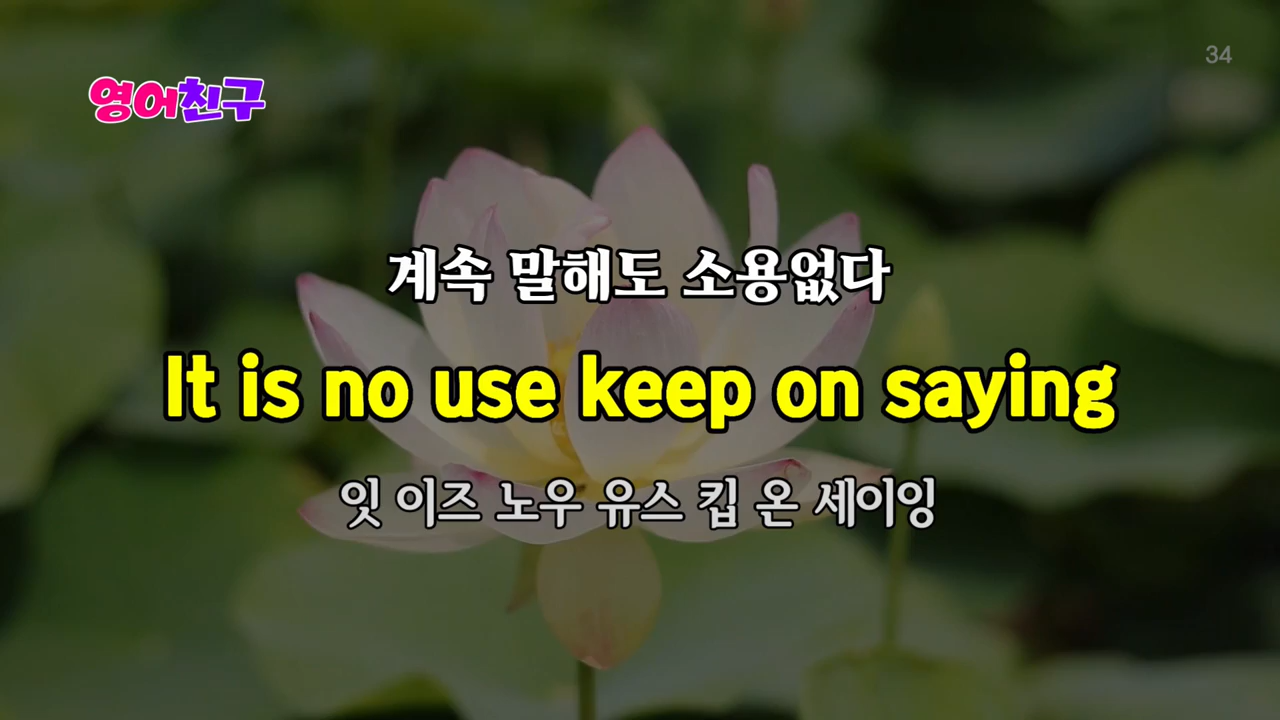 34
영어친구
계속 말해도 소용없다
It is no use keep on saying
잇 이즈 노우 유스 킵 온 세이잉